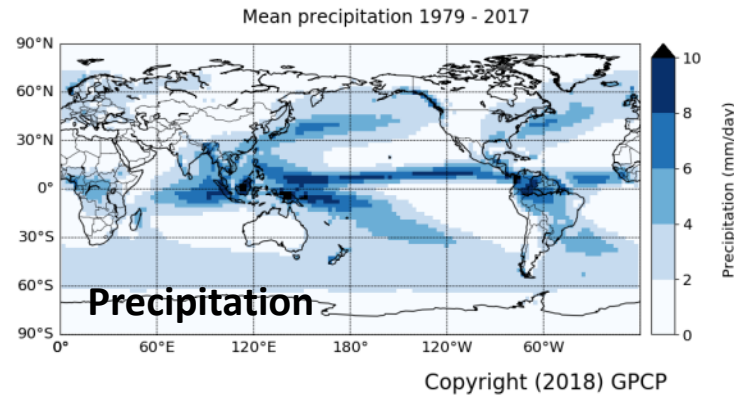 Mean precipitation 1979 - 2017
90°N
60°N
30°N
0°
30°S
60°S
90°S
Precipitation
0°
60°E
120°E
180°
120°W
60°W
10
8
6
4
2
0
Precipitation (mm/day)
Copyright (2018) GPCP